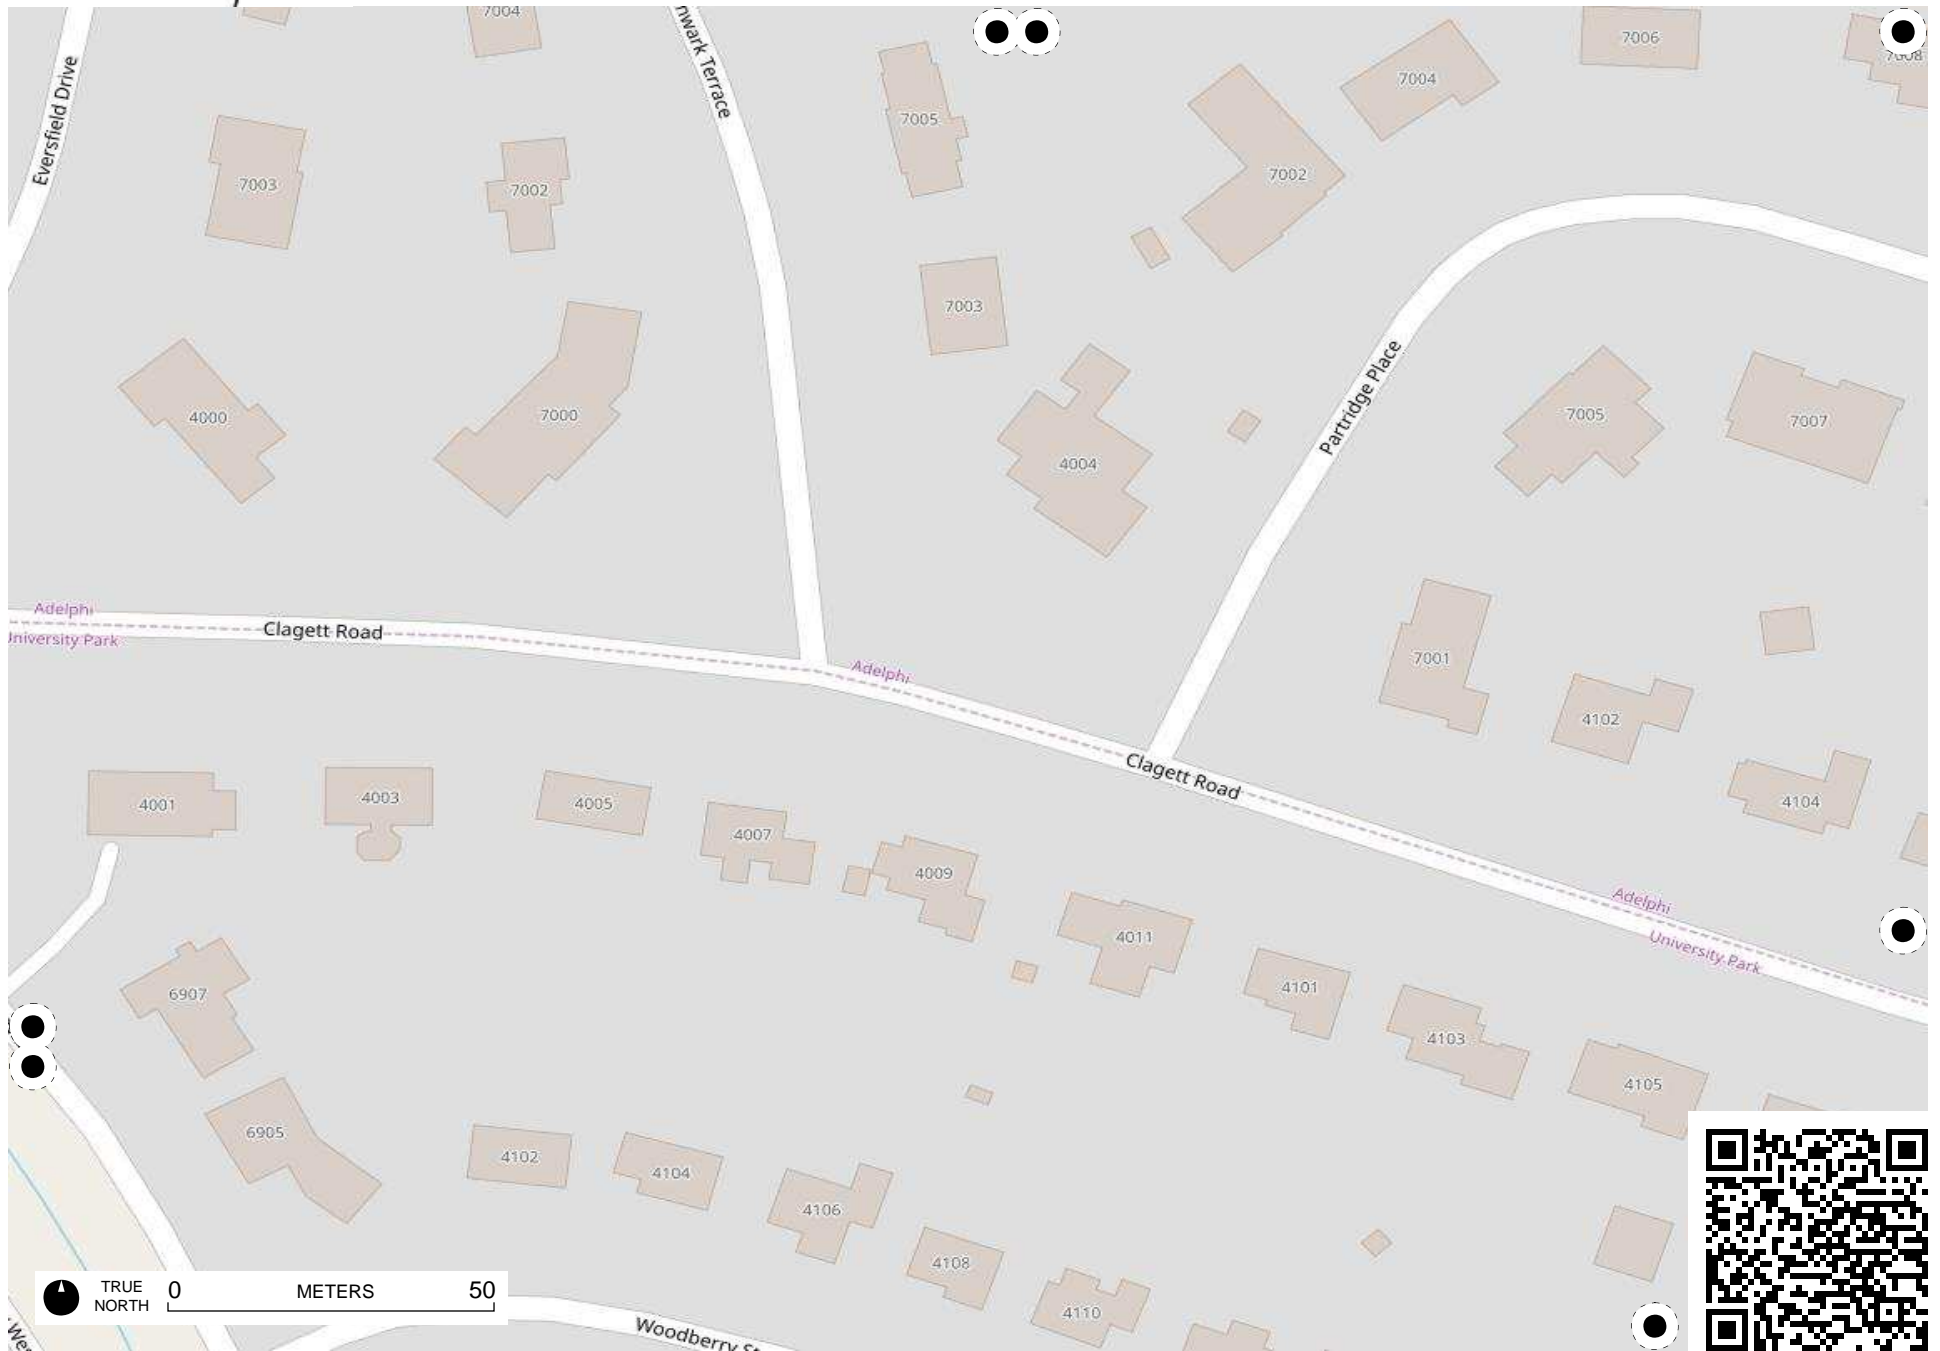 7004
7006
7008
nwark Terrace
Eversfield Drive
7004
7005
7002
7003
7002
7003
Partridge Place
4000
7000
4004
7005
7007
Adelphi
Clagett Road
University Park
Adelphi
7001
4102
Clagett Road
4001
4003
4005
4007
4104
4009
Adelphi
4011
University Park
4101
6907
4103
4105
6905
4102
4104
4106
4108
4110
TRUE
NORTH
0 METERS 50
Woodberry St